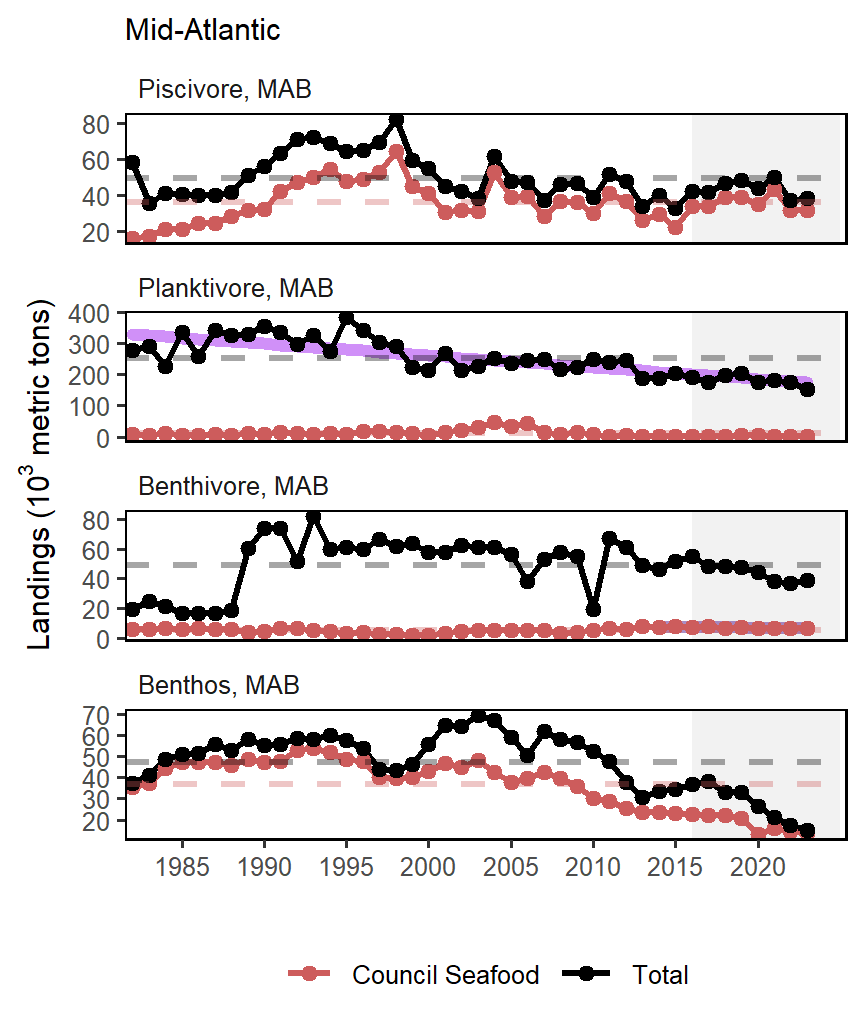 Mid-Atlantic
Piscivore, MAB
80
60
40
20
Planktivore, MAB
400
300
200
100
0
Benthivore, MAB
80
60
40
20
0
Benthos, MAB
70
60
50
40
30
20
Landings (10³ metric tons)
1985 1990 1995 2000 2005 2010 2015 2020
Council Seafood Total